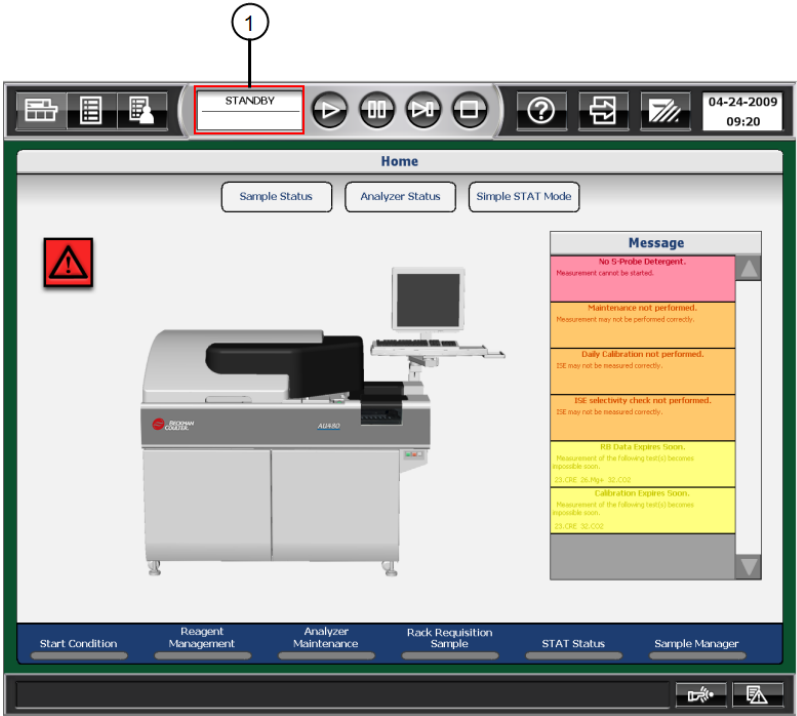 1
STANDBY
04-24-2009
09:20
Home
Sample Status
Analyzer Status
Simple STAT Mode
Message
No S-Probe Detergent.
Measurement cannot be started.
Maintenance not performed.
Measurement may not be performed correctly.
Daily Calibration not performed.
ISE may not be measured correctly.
ISE selectivity check not performed.
ISE may not be measured correctly.
RB Data Expires Soon.
Measurement of the following test(s) becomes
impossible soon.
23.CRE 26.Mg4 32.CO2
Calibration Expires Soon.
Measurement of the following test(s) becomes
impossible soon.
23.CRE 32.CO2
BECKMAN
COULTER
AU480
Start Condition
Reagent
Management
Analyzer
Maintenance
Rack Requisition
Sample
STAT Status
Sample Manager